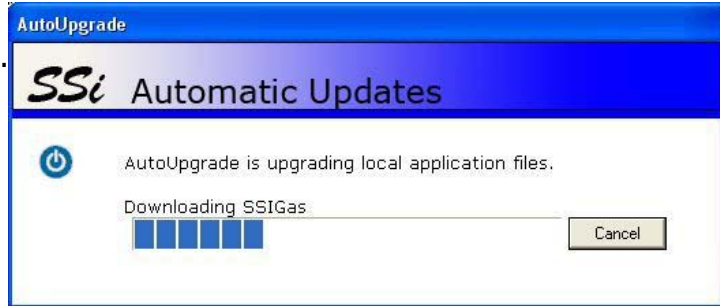 AutoUpgrade
SSi Automatic Updates
AutoUpgrade is upgrading local application files.
Downloading SSIGas
Cancel